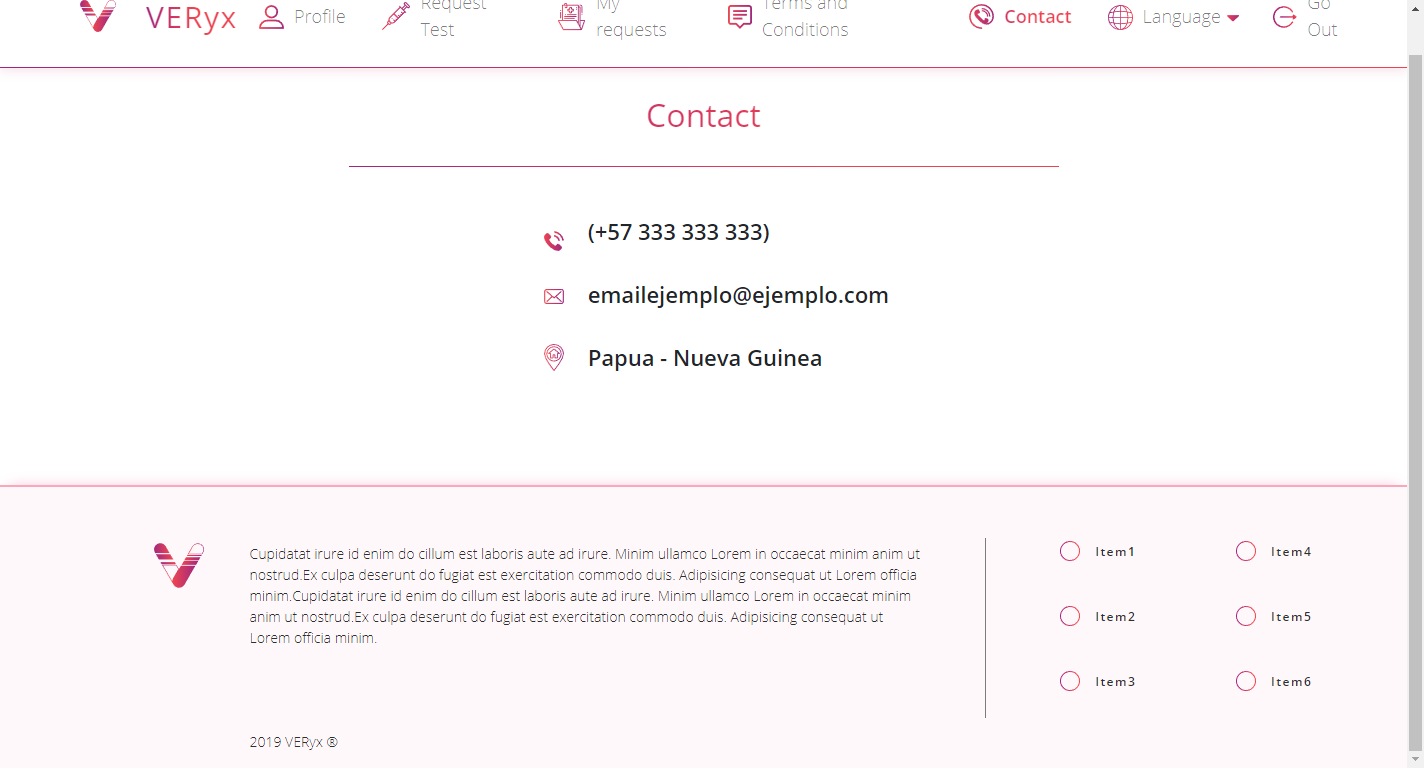 VERyx
Profile
Request
Test
My
requests
Terms and
Conditions
Contact
Language
Go
Out
Contact
(+57 333 333 333)
emailejemplo@ejemplo.com
Papua - Nueva Guinea
Cupidatat irure id enim do cillum est laboris aute ad irure. Minim ullamco Lorem in occaecat minim anim ut
nostrud.Ex culpa deserunt do fugiat est exercitation commodo duis. Adipisicing consequat ut Lorem officia
minim.Cupidatat irure id enim do cillum est laboris aute ad irure. Minim ullamco Lorem in occaecat minim
anim ut nostrud.Ex culpa deserunt do fugiat est exercitation commodo duis. Adipisicing consequat ut
Lorem officia minim.
Item1
Item4
Item2
Item5
Item3
Item6
2019 VERyx ®